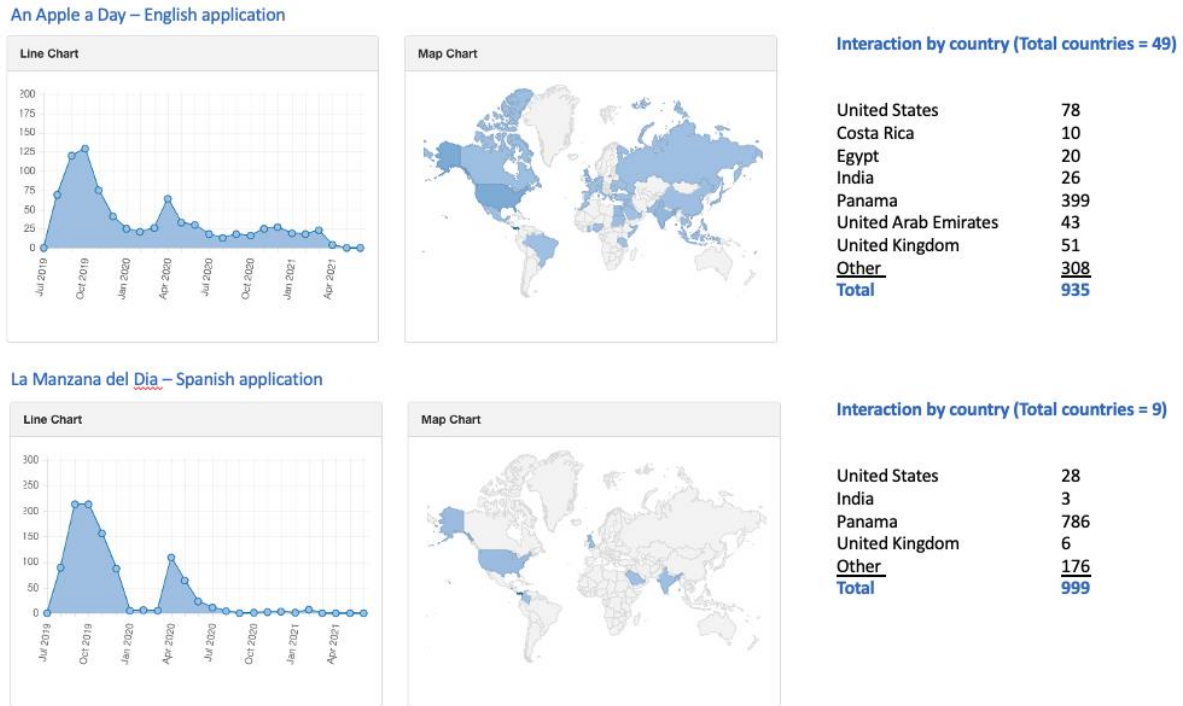 An Apple a Day – English application
Line Chart
200
175
150
125
100
75
50
25
0
Jul 2019
Oct 2019
Jan 2020
Apr 2020
Jul 2020
Oct 2020
Jan 2021
Apr 2021
Map Chart
Interaction by country (Total countries = 49)
United States 78
Costa Rica 10
Egypt 20
India 26
Panama 399
United Arab Emirates 43
United Kingdom 51
Other 308
Total 935
La Manzana del Dia – Spanish application
Line Chart
300
250
200
150
100
50
0
Jul 2019
Oct 2019
Jan 2020
Apr 2020
Jul 2020
Oct 2020
Jan 2021
Apr 2021
Map Chart
Interaction by country (Total countries = 9)
United States 28
India 3
Panama 786
United Kingdom 6
Other 176
Total 999